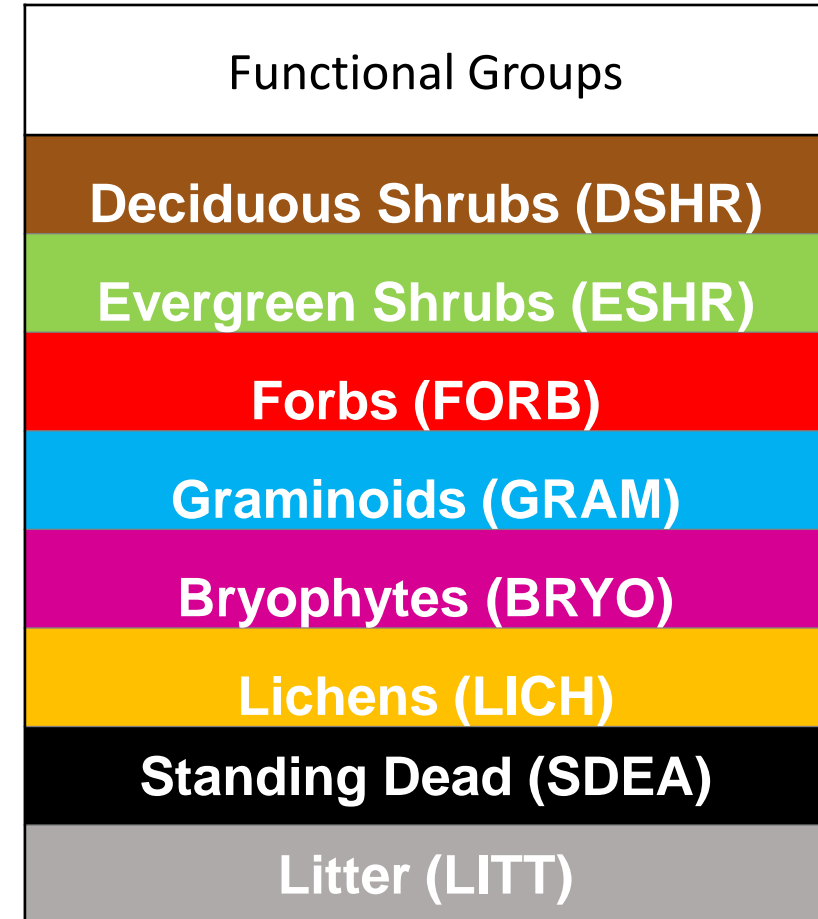 Functional Groups
Deciduous Shrubs (DSHR)
Evergreen Shrubs (ESHR)
Forbs (FORB)
Graminoids (GRAM)
Bryophytes (BRYO)
Lichens (LICH)
Standing Dead (SDEA)
Litter (LITT)